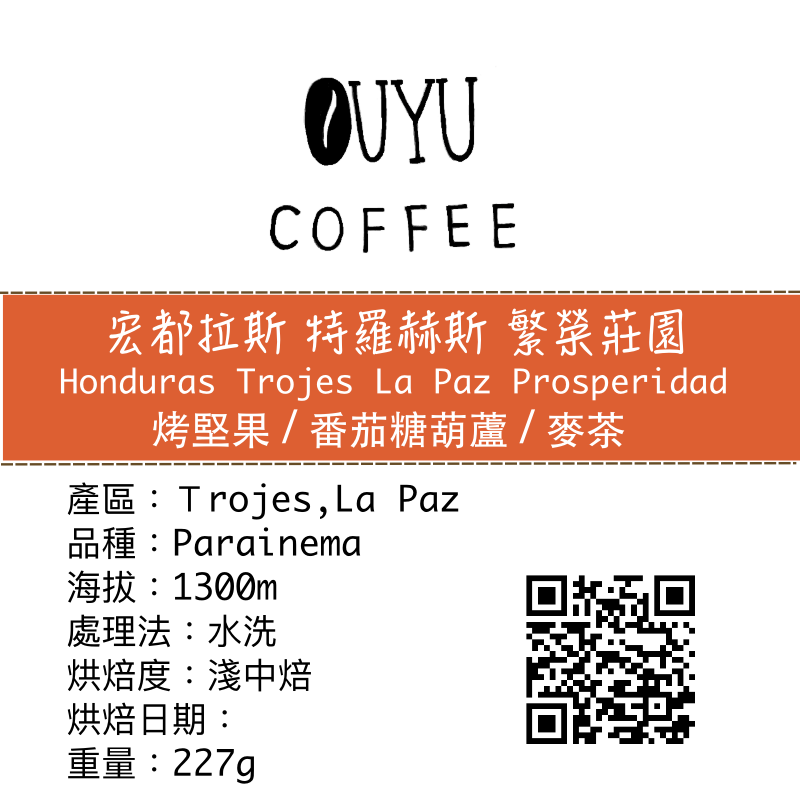 OUYU
COFFEE
宏都拉斯 特羅赫斯 繁榮莊園
Honduras Trojes La Paz Prosperidad
烤堅果 / 番茄糖葫蘆 / 麥茶
產區：Trojes,La Paz
品種：Parainema
海拔：1300m
處理法：水洗
烘焙度：淺中焙
烘焙日期：
重量：227g